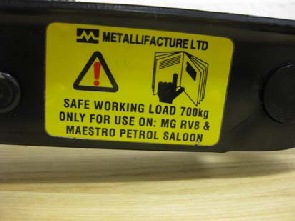 METALLIFACTURE LTD
SAFE WORKING LOAD 700kg
ONLY FOR USE ON: MG RV8 &
MAESTRO PETROL SALOON